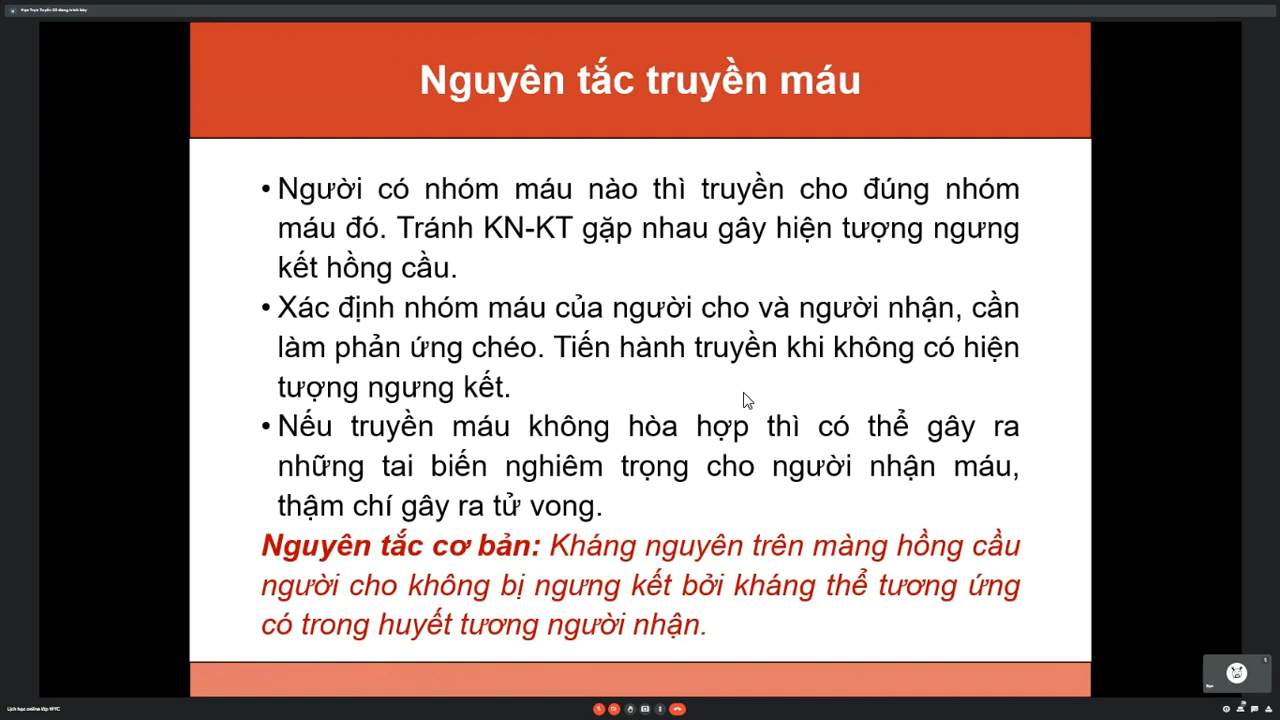 Nguyên tắc truyền máu
• Người có nhóm máu nào thì truyền cho đúng nhóm
máu đó. Tránh KN-KT gặp nhau gây hiện tượng ngưng
kết hồng cầu.
• Xác định nhóm máu của người cho và người nhận, cần
làm phản ứng chéo. Tiến hành truyền khi không có hiện
tượng ngưng kết.
• Nếu truyền máu không hòa hợp thì có thể gây ra
những tai biến nghiêm trọng cho người nhận máu,
thậm chí gây ra tử vong.
Nguyên tắc cơ bản: Kháng nguyên trên màng hồng cầu
người cho không bị ngưng kết bởi kháng thể tương ứng
có trong huyết tương người nhận.
Bạn
Lịch học online lớp